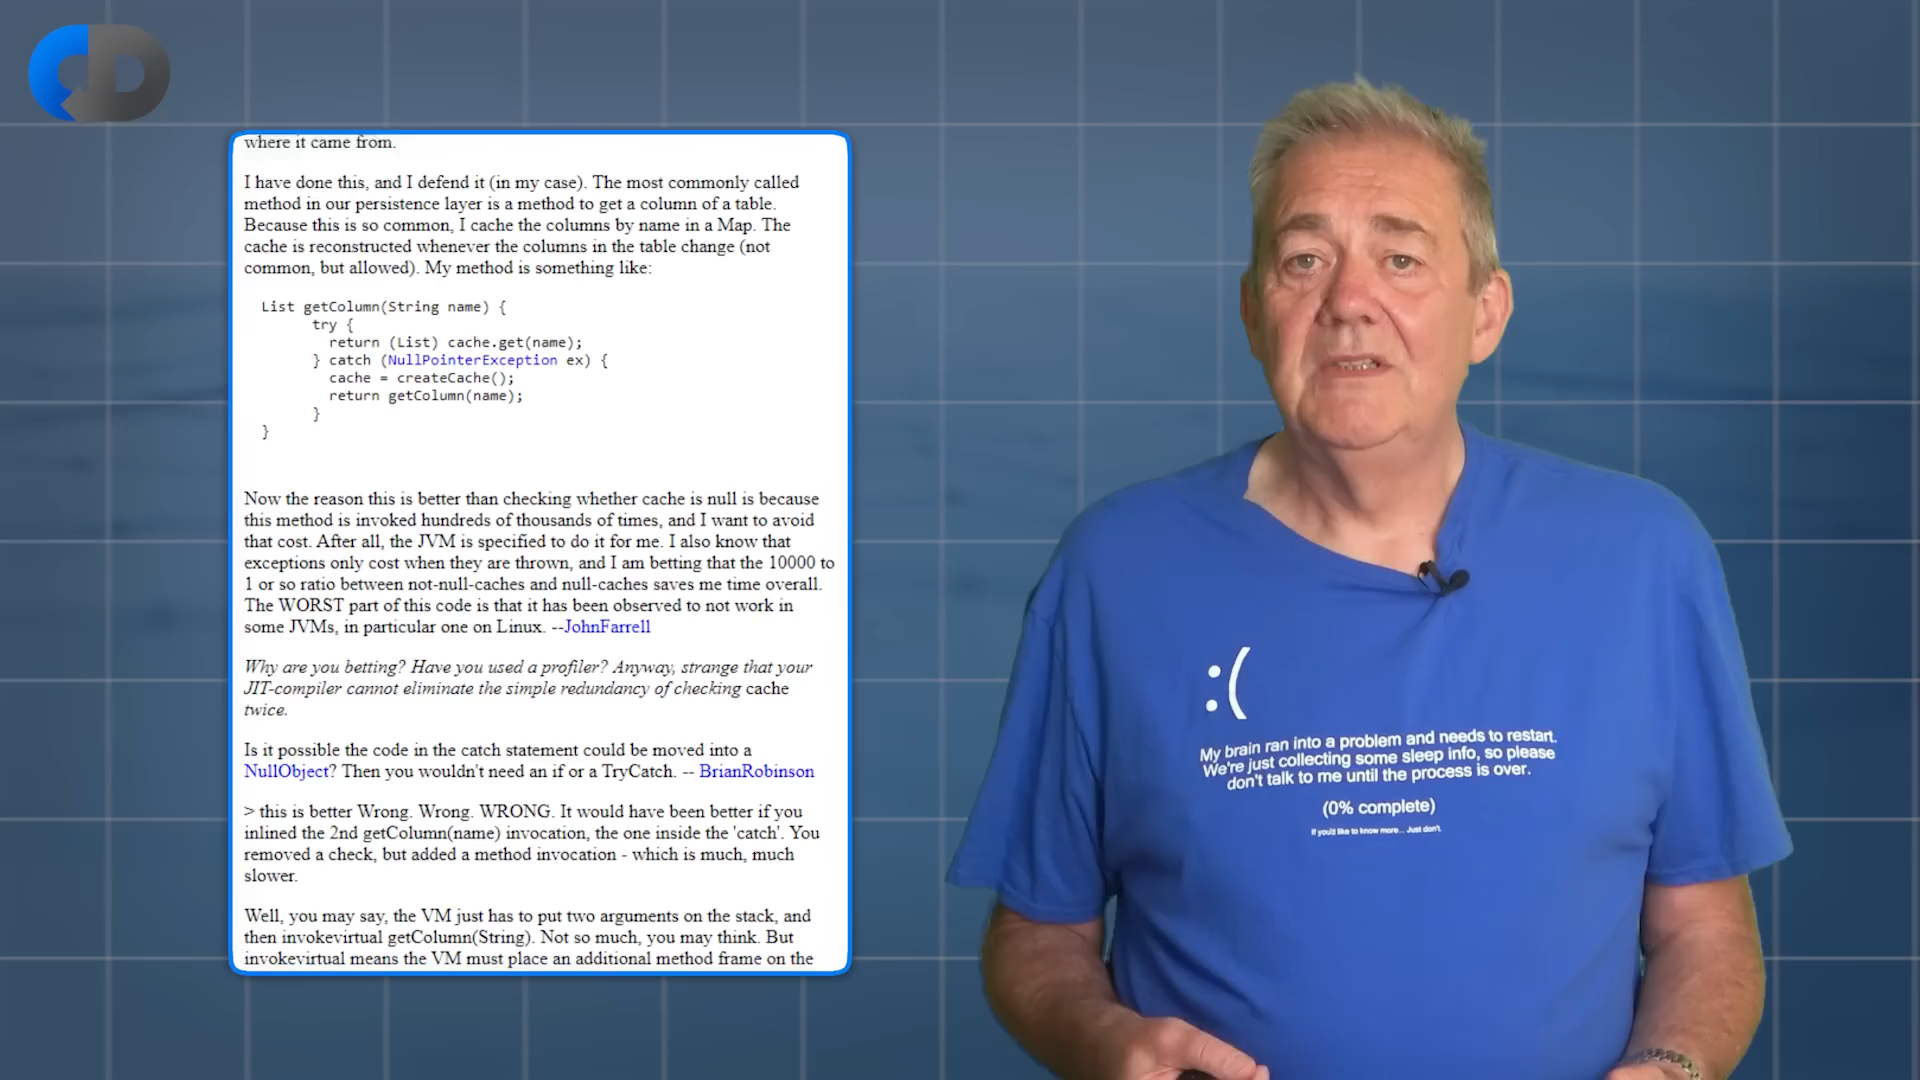 CD
where it came from.
I have done this, and I defend it (in my case). The most commonly called
method in our persistence layer is a method to get a column of a table.
Because this is so common, I cache the columns by name in a Map. The
cache is reconstructed whenever the columns in the table change (not
common, but allowed). My method is something like:
List getColumn(String name) {
try {
return (List) cache.get(name);
} catch (NullPointerException ex) {
cache = createCache();
return getColumn(name);
}
}
Now the reason this is better than checking whether cache is null is because
this method is invoked hundreds of thousands of times, and I want to avoid
that cost. After all, the JVM is specified to do it for me. I also know that
exceptions only cost when they are thrown, and I am betting that the 10000 to
1 or so ratio between not-null-caches and null-caches saves me time overall.
The WORST part of this code is that it has been observed to not work in
some JVMs, in particular one on Linux. --JohnFarrell
Why are you betting? Have you used a profiler? Anyway, strange that your
JIT-compiler cannot eliminate the simple redundancy of checking cache
twice.
Is it possible the code in the catch statement could be moved into a
NullObject? Then you wouldn't need an if or a TryCatch. -- BrianRobinson
> this is better Wrong. Wrong. WRONG. It would have been better if you
inlined the 2nd getColumn(name) invocation, the one inside the 'catch'. You
removed a check, but added a method invocation - which is much, much
slower.
Well, you may say, the VM just has to put two arguments on the stack, and
then invokevirtual getColumn(String). Not so much, you may think. But
invokevirtual means the VM must place an additional method frame on the
:(
My brain ran into a problem and needs to restart.
We're just collecting some sleep info, so please
don't talk to me until the process is over.
(0% complete)
If you'd like to know more... Just don't.